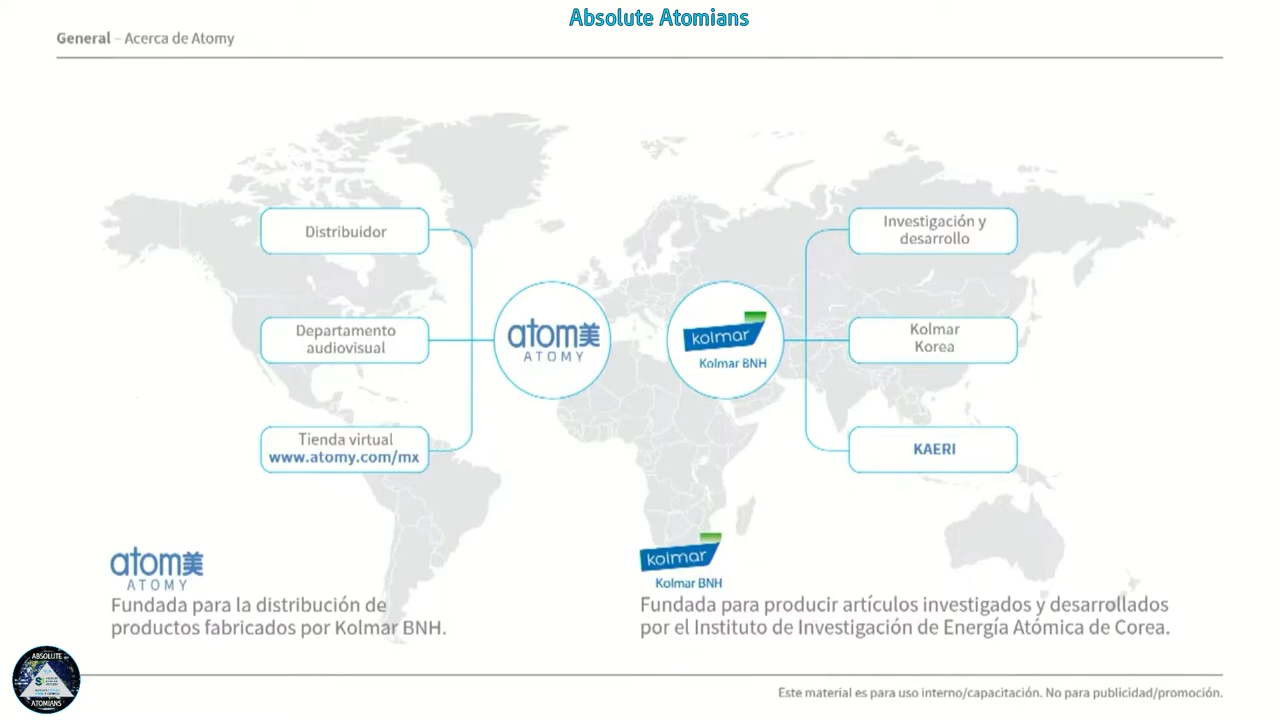 Absolute Atomians
General – Acerca de Atomy
Distribuidor
Departamento
audiovisual
Tienda virtual
www.atomy.com/mx
atom美
ATOMY
kolmar
Kolmar BNH
Investigación y
desarrollo
Kolmar
Korea
KAERI
atom美
ATOMY
Fundada para la distribución de
productos fabricados por Kolmar BNH.
kolmar
Kolmar BNH
Fundada para producir artículos investigados y desarrollados
por el Instituto de Investigación de Energía Atómica de Corea.
ABSOLUTE
ATOMIANS
Este material es para uso interno/capacitación. No para publicidad/promoción.